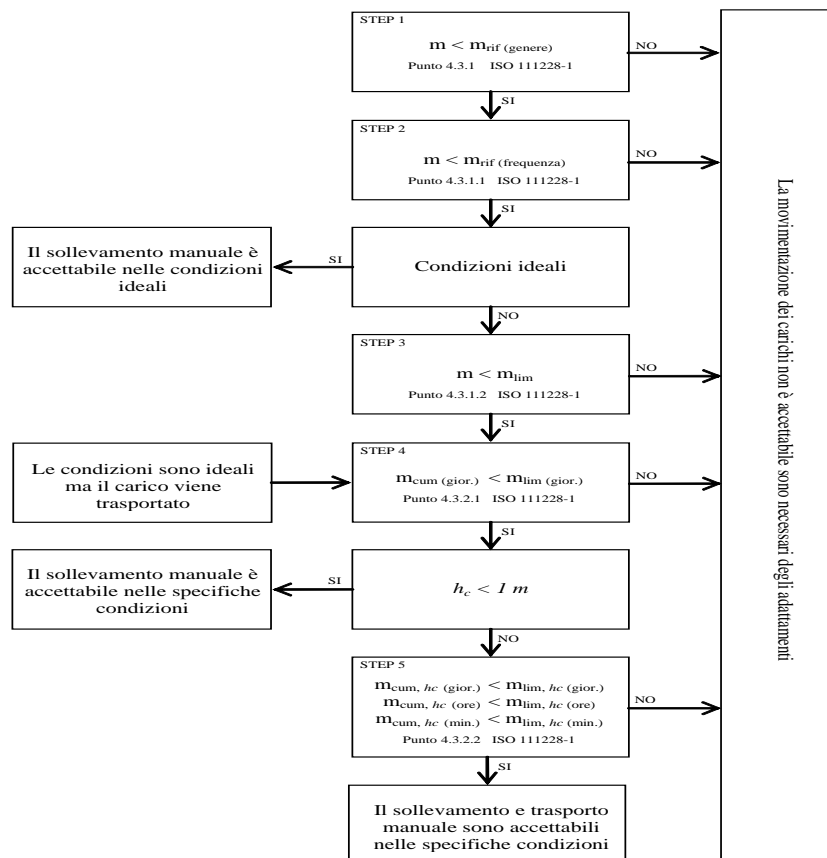 STEP 1
m < mrif (genere)
Punto 4.3.1 ISO 111228-1
NO
SI
STEP 2
m < mrif (frequenza)
Punto 4.3.1.1 ISO 111228-1
NO
SI
Il sollevamento manuale è
accettabile nelle condizioni
ideali
SI
Condizioni ideali
NO
STEP 3
m < mlim
Punto 4.3.1.2 ISO 111228-1
NO
SI
Le condizioni sono ideali
ma il carico viene
trasportato
STEP 4
mcum (gior.) < mlim (gior.)
Punto 4.3.2.1 ISO 111228-1
NO
SI
Il sollevamento manuale è
accettabile nelle specifiche
condizioni
SI
hc < 1 m
NO
STEP 5
mcum, hc (gior.) < mlim, hc (gior.)
mcum, hc (ore) < mlim, hc (ore)
mcum, hc (min.) < mlim, hc (min.)
Punto 4.3.2.2 ISO 111228-1
NO
SI
Il sollevamento e trasporto
manuale sono accettabili
nelle specifiche condizioni
La movimentazione dei carichi non è accettabile sono necessari degli adattamenti